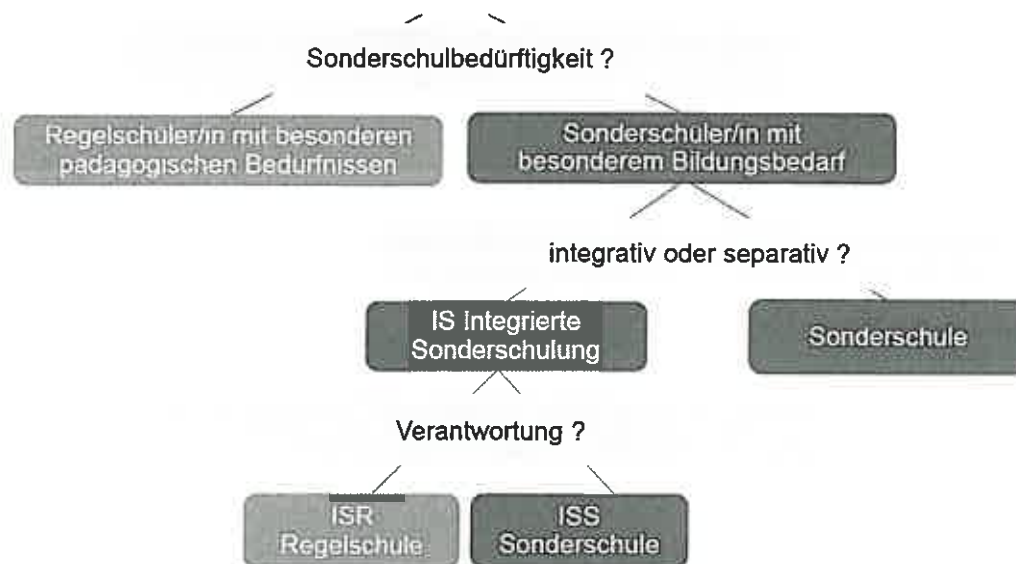 Sonderschulbedürftigkeit ?
Regelschüler/in mit besonderen
pädagogischen Bedürfnissen
Sonderschüler/in mit
besonderem Bildungsbedarf
integrativ oder separativ ?
IS Integrierte
Sonderschulung
Sonderschule
Verantwortung ?
ISR
Regelschule
ISS
Sonderschule